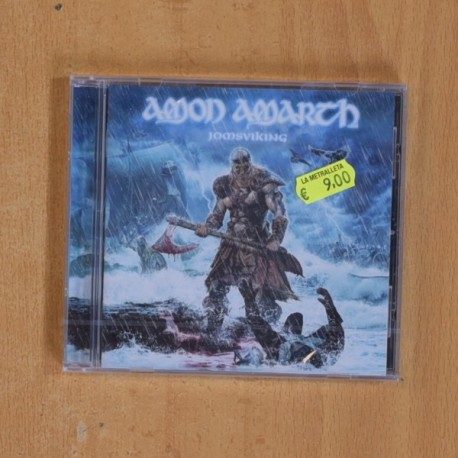 AMON AMARTH
JOMSVIKING
LA METRALLETA
€ 9,00